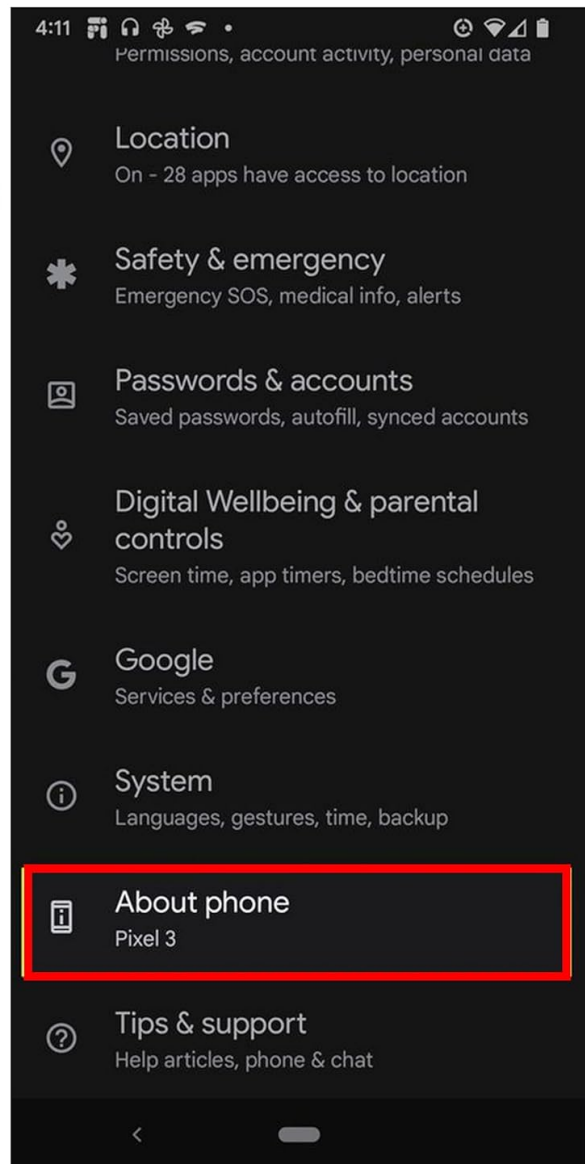 4:11
Permissions, account activity, personal data
Location
On - 28 apps have access to location
Safety & emergency
Emergency SOS, medical info, alerts
Passwords & accounts
Saved passwords, autofill, synced accounts
Digital Wellbeing & parental
controls
Screen time, app timers, bedtime schedules
Google
Services & preferences
System
Languages, gestures, time, backup
About phone
Pixel 3
Tips & support
Help articles, phone & chat